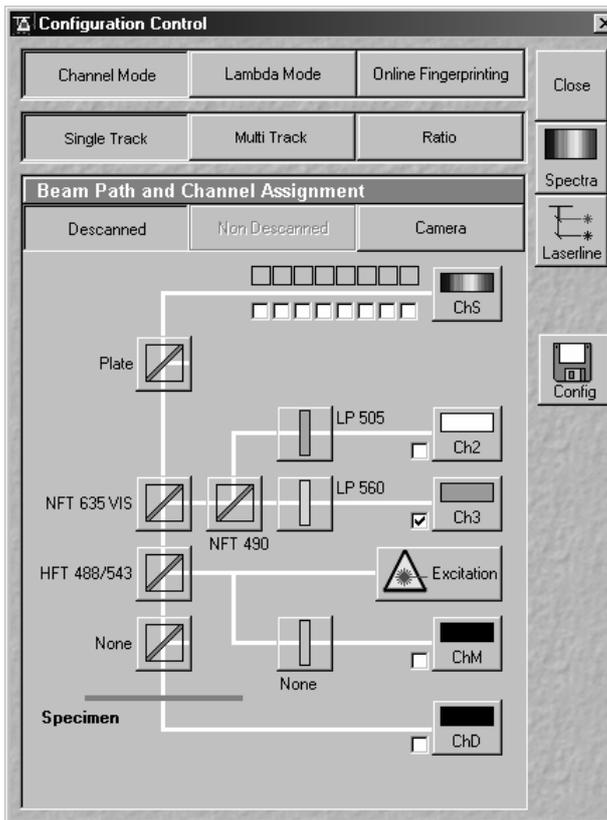 Configuration Control
Channel Mode
Lambda Mode
Online Fingerprinting
Close
Single Track
Multi Track
Ratio
Spectra
Beam Path and Channel Assignment
Descanned
Non Descanned
Camera
Laserline
ChS
Plate
Config
LP 505
Ch2
LP 560
NFT 635 VIS
Ch3
NFT 490
HFT 488/543
Excitation
None
ChM
None
Specimen
ChD